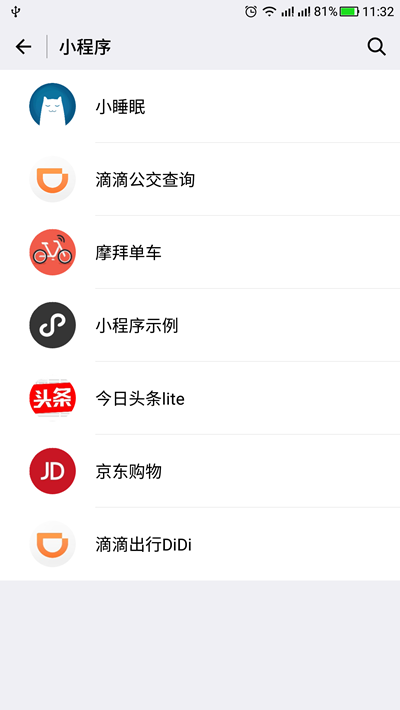 81% 11:32
小程序
小睡眠
滴滴公交查询
摩拜单车
小程序示例
头条
今日头条lite
JD
京东购物
滴滴出行DiDi